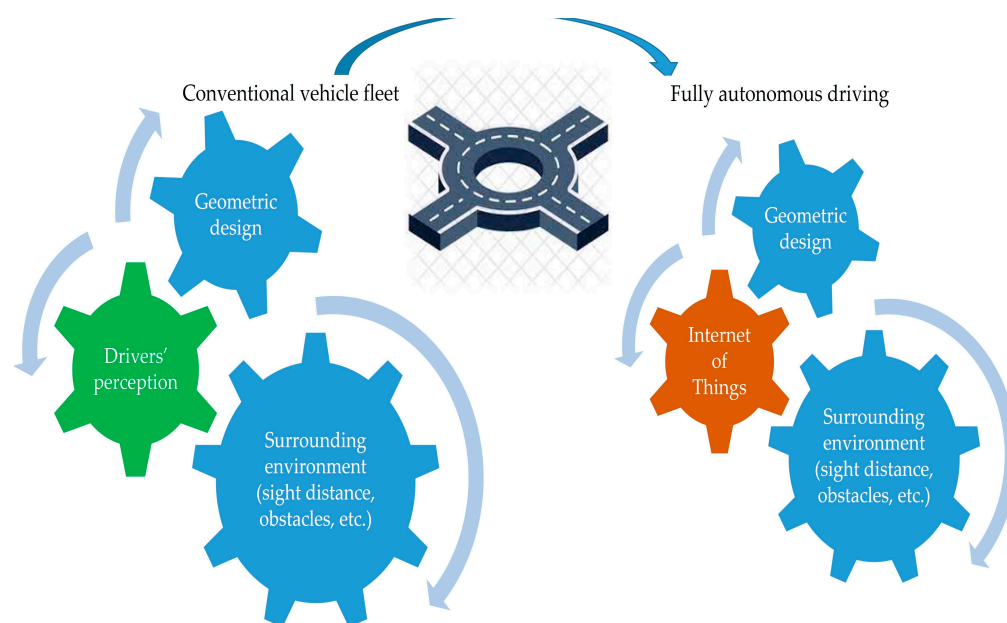 Conventional vehicle fleet
Fully autonomous driving
Geometric
design
Drivers'
perception
Surrounding
environment
(sight distance,
obstacles, etc.)
Geometric
design
Internet
of
Things
Surrounding
environment
(sight distance,
obstacles, etc.)